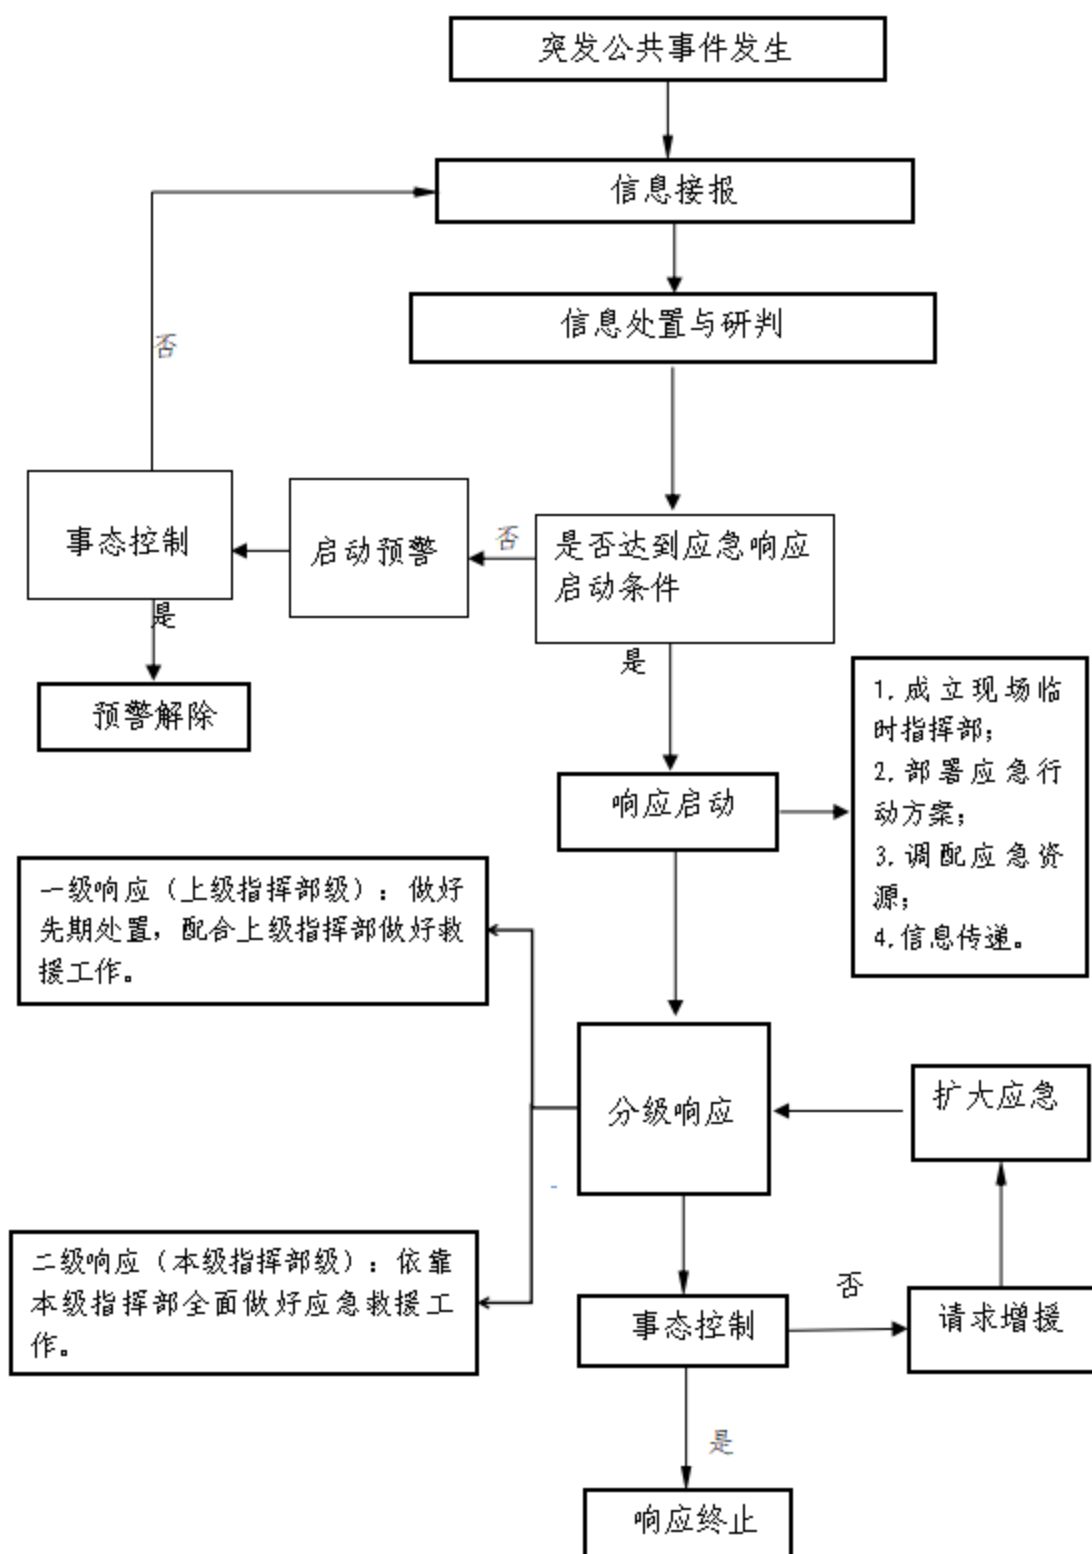 突发公共事件发生
信息接报
信息处置与研判
否
事态控制
启动预警
否
是否达到应急响应
启动条件
是
是
预警解除
响应启动
1.成立现场临
时指挥部；
2.部署应急行
动方案；
3.调配应急资
源；
4.信息传递。
一级响应（上级指挥部级）：做好
先期处置，配合上级指挥部做好救
援工作。
分级响应
扩大应急
二级响应（本级指挥部级）：依靠
本级指挥部全面做好应急救援工
作。
事态控制
否
请求增援
是
响应终止